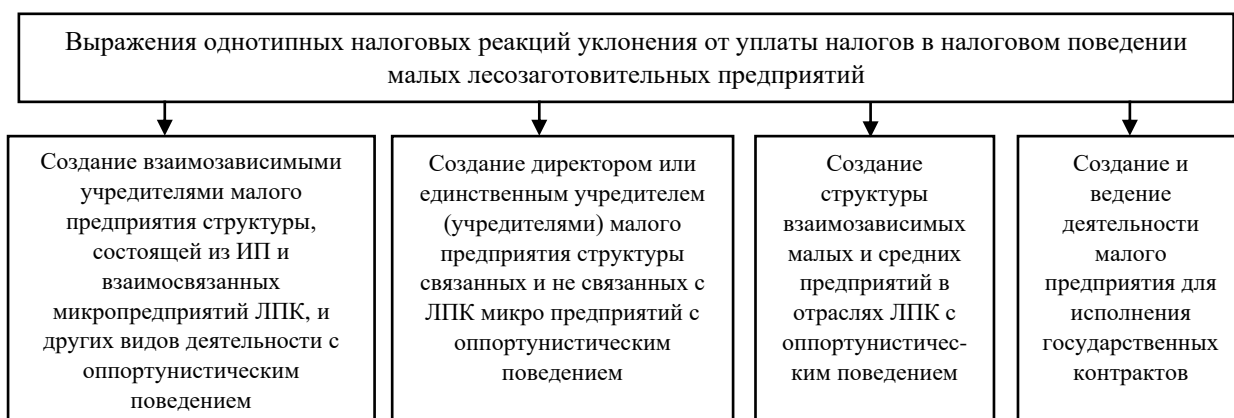 Выражения однотипных налоговых реакций уклонения от уплаты налогов в налоговом поведении
малых лесозаготовительных предприятий
Создание взаимозависимыми
учредителями малого
предприятия структуры,
состоящей из ИП и
взаимосвязанных
микропредприятий ЛПК, и
других видов деятельности с
оппортунистическим
поведением
Создание директором или
единственным учредителем
(учредителями) малого
предприятия структуры
связанных и не связанных с
ЛПК микро предприятий с
оппортунистическим
поведением
Создание
структуры
взаимозависимых
малых и средних
предприятий в
отраслях ЛПК с
оппортунистичес-
ким поведением
Создание и
ведение
деятельности
малого
предприятия для
исполнения
государственных
контрактов